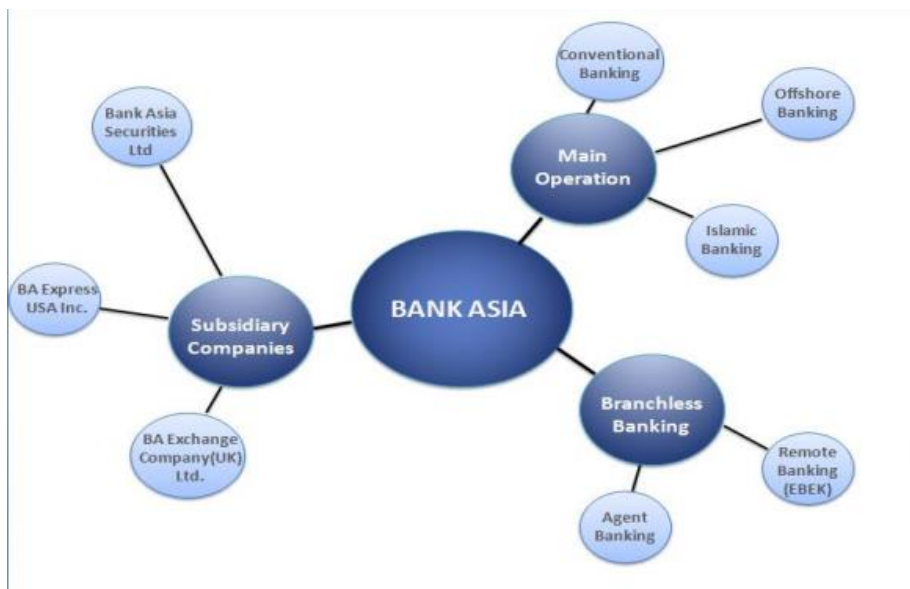 Conventional
Banking
Offshore
Banking
Bank Asia
Securities
Ltd
Main
Operation
Islamic
Banking
BA Express
USA Inc.
BANK ASIA
Subsidiary
Companies
Branchless
Banking
BA Exchange
Company(UK)
Ltd.
Remote
Banking
(EBEK)
Agent
Banking